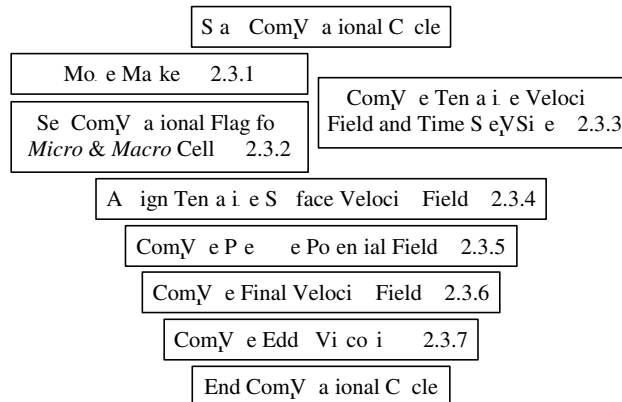 S a ComV a ional C cle
Mo e Ma ke 2.3.1
ComV e Ten a i e Veloci
Field and Time S eVSi e 2.3.3
Se ComV a ional Flag fo
Micro & Macro Cell 2.3.2
A ign Ten a i e S face Veloci Field 2.3.4
ComV e P e e Po en ial Field 2.3.5
ComV e Final Veloci Field 2.3.6
ComV e Edd Vi co i 2.3.7
End ComV a ional C cle